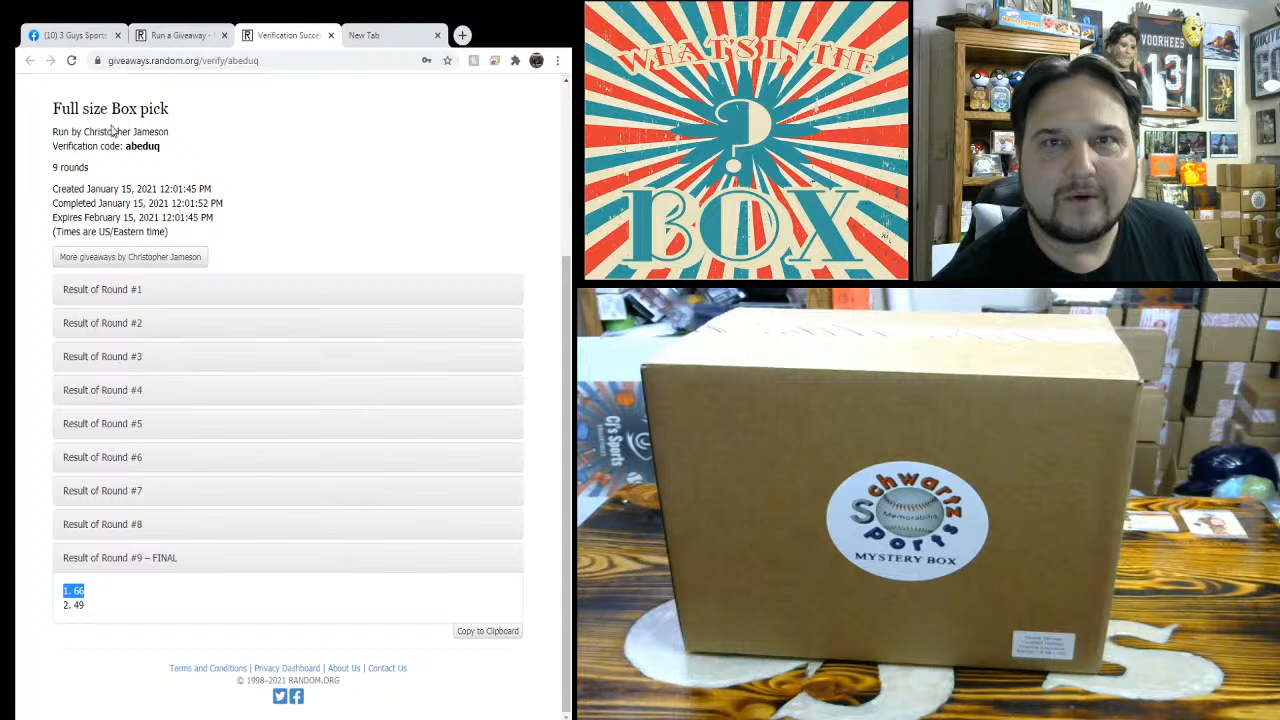 (10) 3 Guys Sports
Run a Giveaway -
Verification Succe
giveaways.random.org/verify/abeduq
Full size Box pick
Run by Christopher Jameson
Verification code: abeduq
9 rounds
Created January 15, 2021 12:01:45 PM
Completed January 15, 2021 12:01:52 PM
Expires February 15, 2021 12:01:45 PM
(Times are US/Eastern time)
More giveaways by Christopher Jameson
Result of Round #1
Result of Round #2
Result of Round #3
Result of Round #4
Result of Round #5
Result of Round #6
Result of Round #7
Result of Round #8
Result of Round #9 – FINAL
1. 66
2. 49
Copy to Clipboard
Terms and Conditions | Privacy Dashboard | About Us | Contact Us
© 1998–2021 RANDOM.ORG
WHAT'S IN THE
?
BOX
VOORHEES
13
CJ's Sports
Schwartz
Sports
Memorabilia
MYSTERY BOX